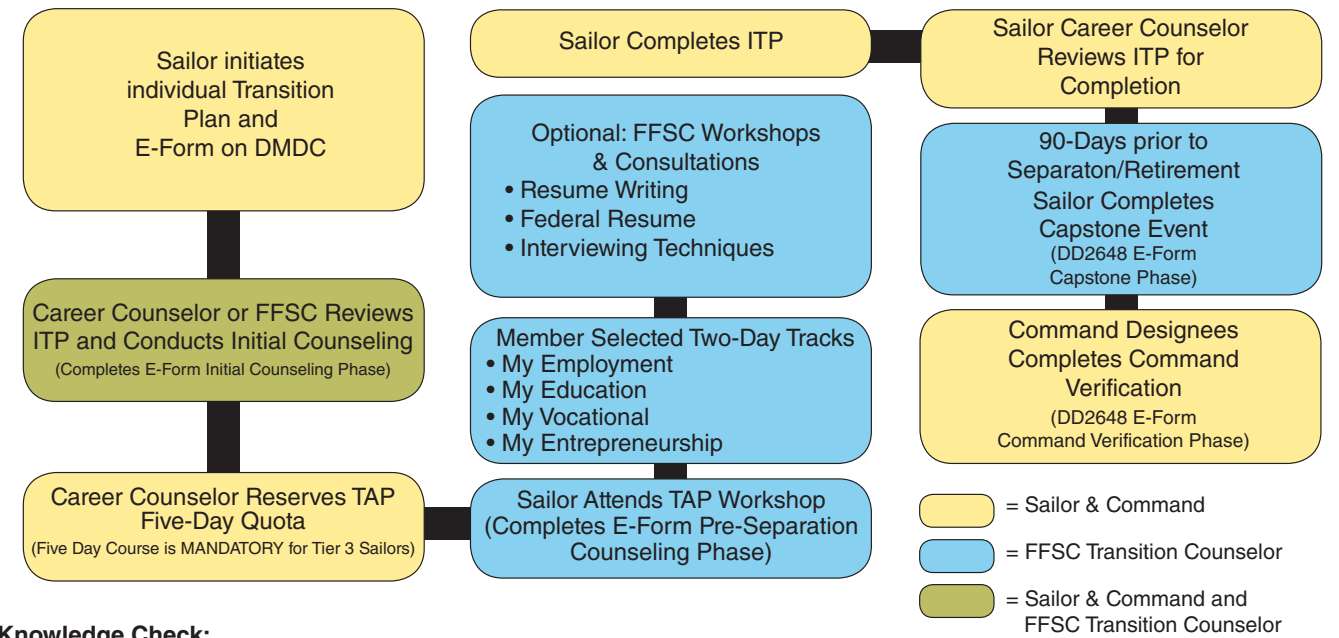 Sailor initiates
individual Transition
Plan and
E-Form on DMDC
Career Counselor or FFSC Reviews
ITP and Conducts Initial Counseling
(Completes E-Form Initial Counseling Phase)
Career Counselor Reserves TAP
Five-Day Quota
(Five Day Course is MANDATORY for Tier 3 Sailors)
Sailor Attends TAP Workshop
(Completes E-Form Pre-Separation
Counseling Phase)
Member Selected Two-Day Tracks
• My Employment
• My Education
• My Vocational
• My Entrepreneurship
Optional: FFSC Workshops
& Consultations
• Resume Writing
• Federal Resume
• Interviewing Techniques
Sailor Completes ITP
Sailor Career Counselor
Reviews ITP for
Completion
90-Days prior to
Separaton/Retirement
Sailor Completes
Capstone Event
(DD2648 E-Form
Capstone Phase)
Command Designees
Completes Command
Verification
(DD2648 E-Form
Command Verification Phase)
= Sailor & Command
= FFSC Transition Counselor
= Sailor & Command and
FFSC Transition Counselor
Knowledge Check: